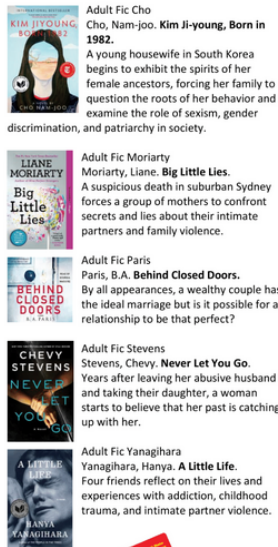 KIM JIYOUNG,
BORN 1982
CHO NAM-JOO
Adult Fic Cho
Cho, Nam-joo. Kim Ji-young, Born in
1982.
A young housewife in South Korea
begins to exhibit the spirits of her
female ancestors, forcing her family to
question the roots of her behavior and
examine the role of sexism, gender
discrimination, and patriarchy in society.
LIANE
MORIARTY
Big
Little
Lies
Adult Fic Moriarty
Moriarty, Liane. Big Little Lies.
A suspicious death in suburban Sydney
forces a group of mothers to confront
secrets and lies about their intimate
partners and family violence.
BEHIND
CLOSED
DOORS
B. A. PARIS
Adult Fic Paris
Paris, B.A. Behind Closed Doors.
By all appearances, a wealthy couple has
the ideal marriage but is it possible for a
relationship to be that perfect?
CHEVY
STEVENS
NEVER
LET
YOU
GO
Adult Fic Stevens
Stevens, Chevy. Never Let You Go.
Years after leaving her abusive husband
and taking their daughter, a woman
starts to believe that her past is catching
up with her.
A LITTLE
LIFE
HANYA
YANAGIHARA
Adult Fic Yanagihara
Yanagihara, Hanya. A Little Life.
Four friends reflect on their lives and
experiences with addiction, childhood
trauma, and intimate partner violence.